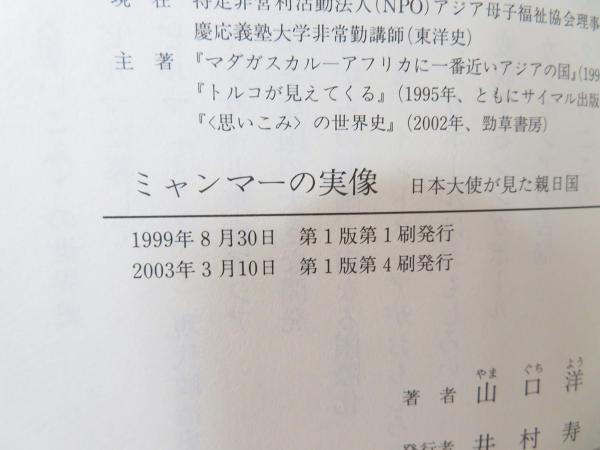 現在 特定非営利活動法人(NPO)アジア母子福祉協会理事
慶応義塾大学非常勤講師(東洋史)
主著 『マダガスカル―アフリカに一番近いアジアの国』(199
『トルコが見えてくる』(1995年、ともにサイマル出版
『〈思いこみ〉の世界史』(2002年、勁草書房)
ミャンマーの実像 日本大使が見た親日国
1999年8月30日 第1版第1刷発行
2003年3月10日 第1版第4刷発行
やま ぐち よう
著者 山口洋
発行者 井村寿